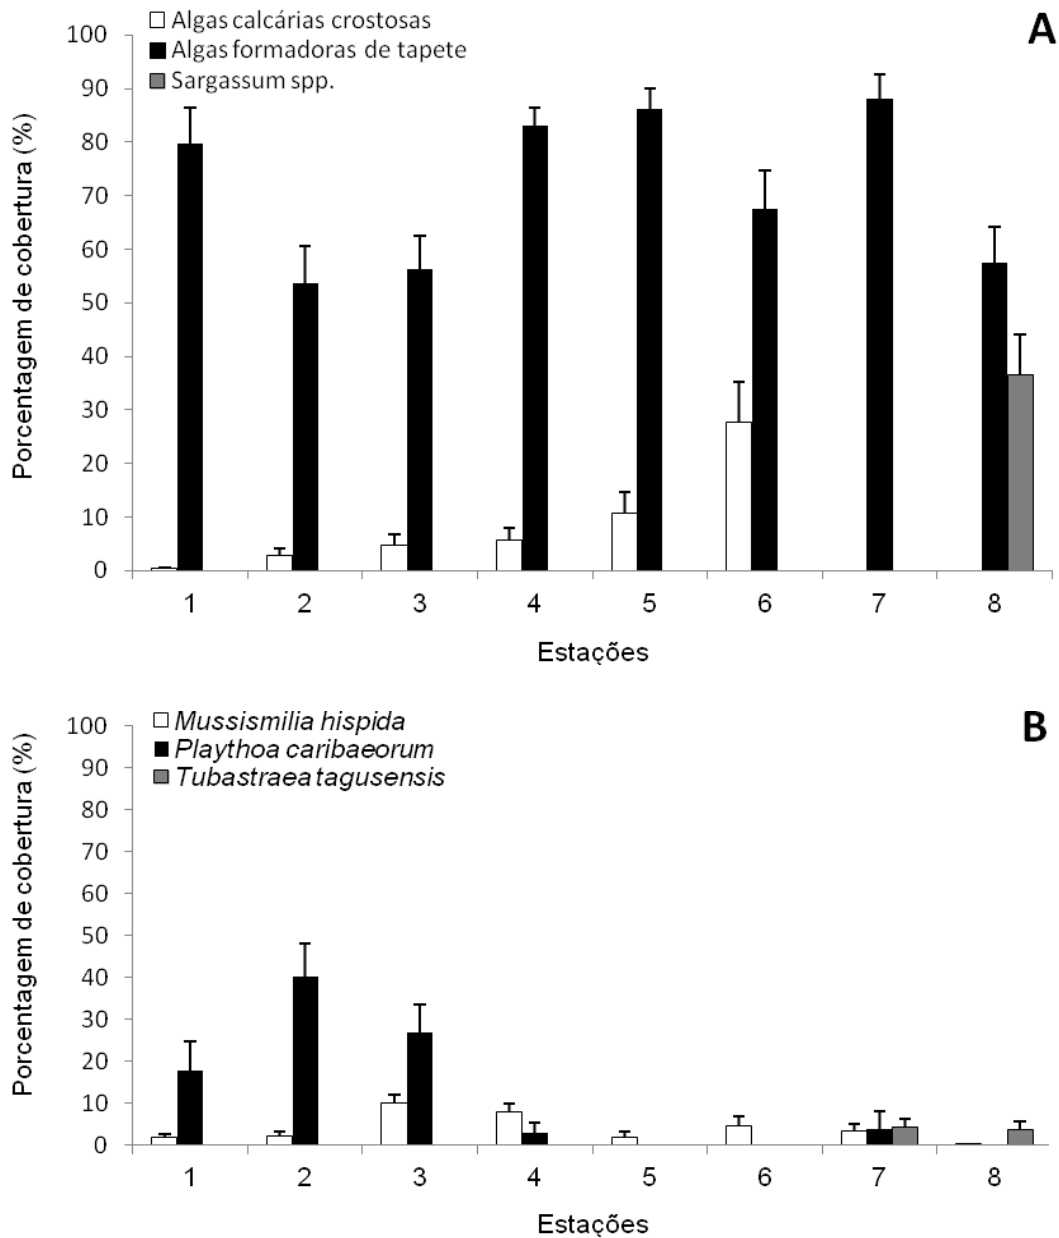 Algas calcárias crostosas
A
Algas formadoras de tapete
Sargassum spp.
Porcentagem de cobertura (%)
100
90
80
70
60
50
40
30
20
10
0
1 2 3 4 5 6 7 8
Estações
Mussismilia hispida
B
Playthoa caribaeorum
Tubastraea tagusensis
Porcentagem de cobertura (%)
100
90
80
70
60
50
40
30
20
10
0
1 2 3 4 5 6 7 8
Estações